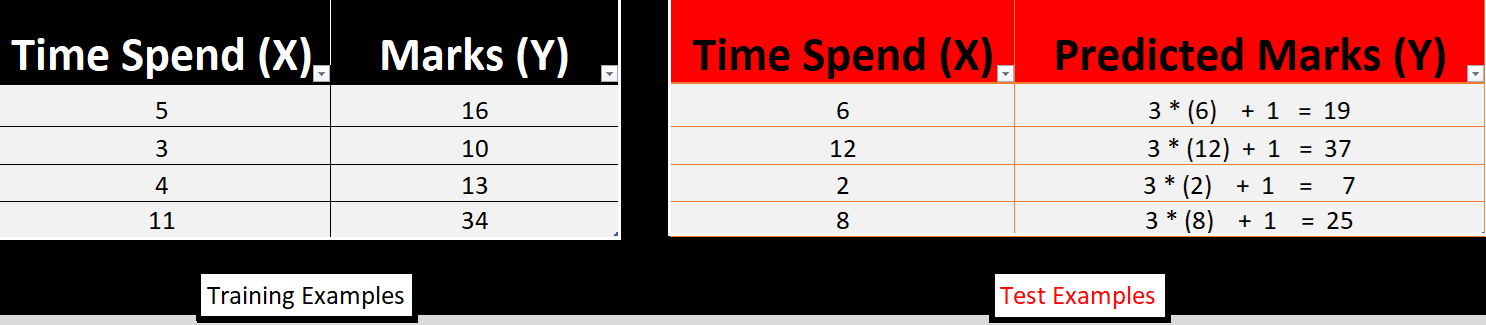 Time Spend (X) Marks (Y)
5 16
3 10
4 13
11 34
Training Examples
Time Spend (X) Predicted Marks (Y)
6 3 * (6) + 1 = 19
12 3 * (12) + 1 = 37
2 3 * (2) + 1 = 7
8 3 * (8) + 1 = 25
Test Examples